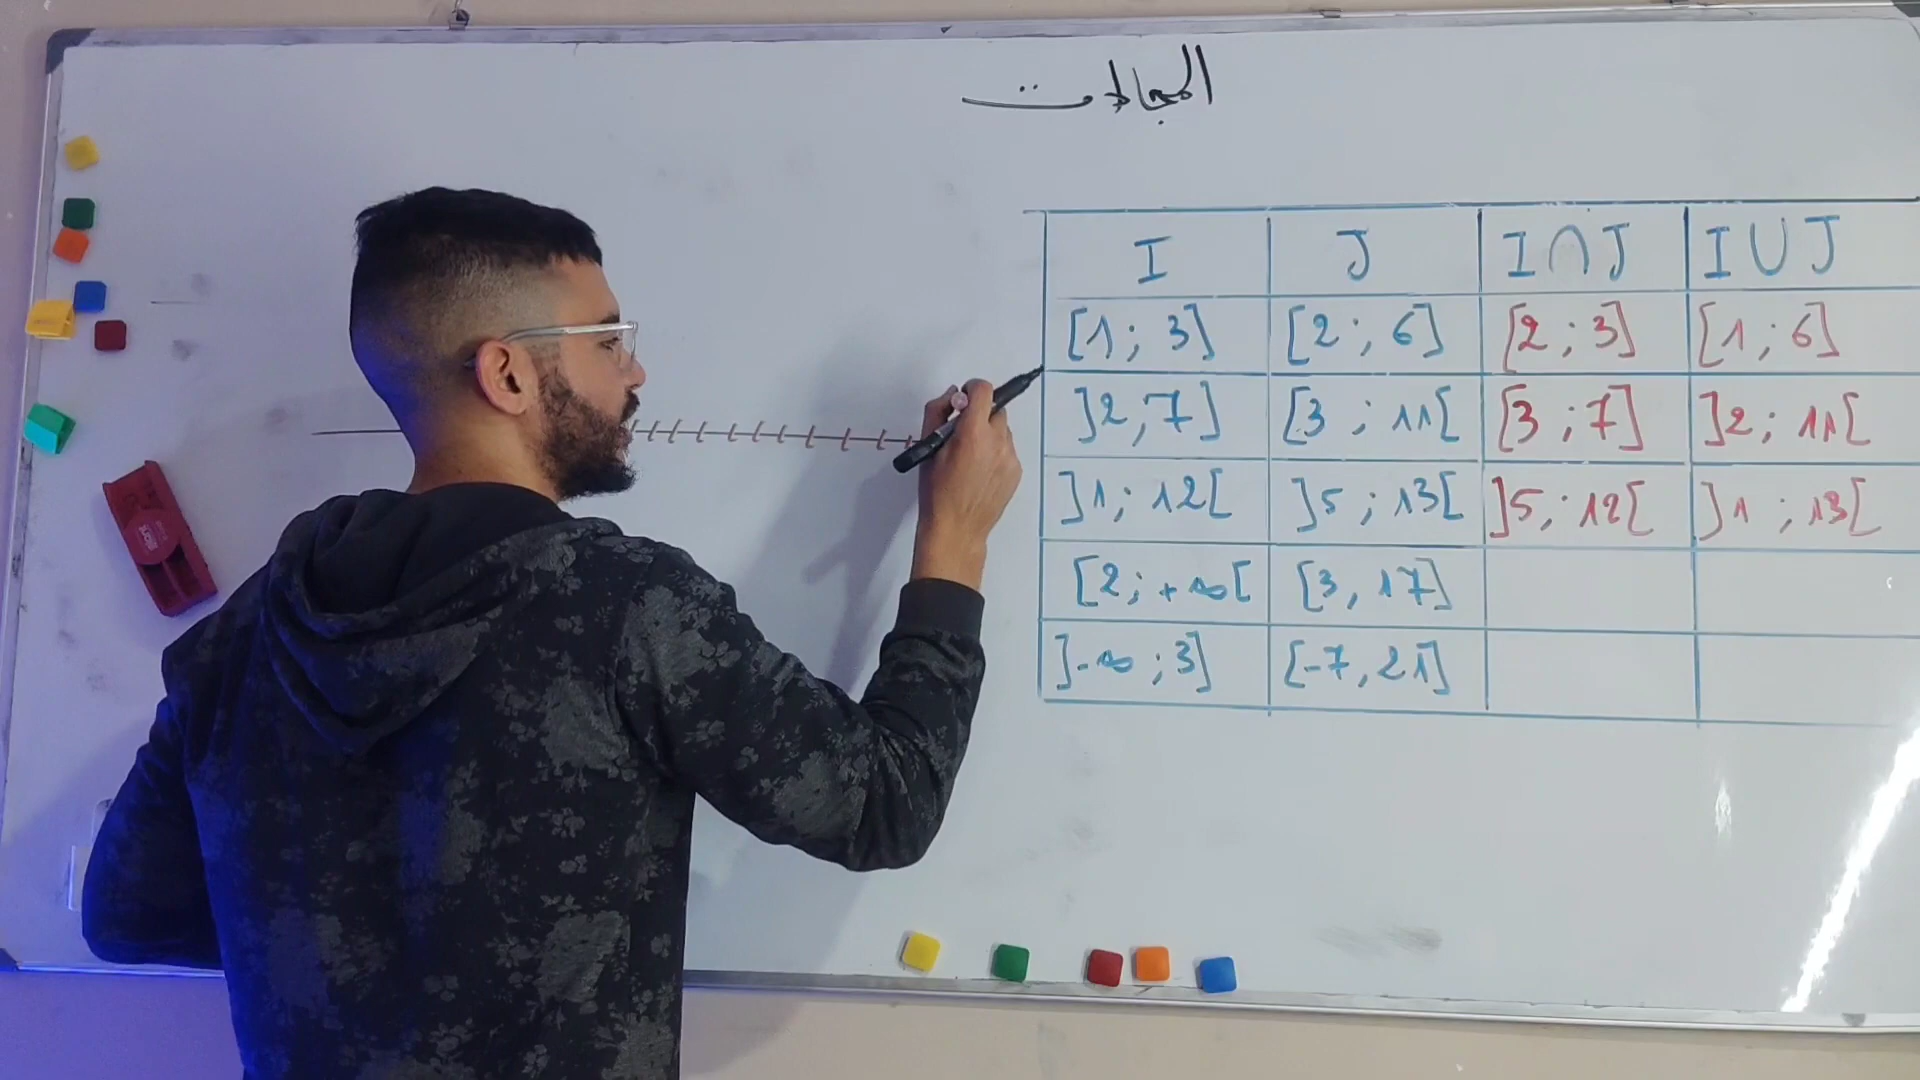 المجالات
I J I∩J I∪J
[1 ; 3] [2 ; 6] [2 ; 3] [1 ; 6]
]2, 7] [3 ; 11[ [3 ; 7] ]2 ; 11[
]1 ; 12[ ]5 ; 13[ ]5 ; 12[ ]1 ; 13[
[2 ; +∞[ [3, 17]
]-∞ ; 3] [-7, 21]